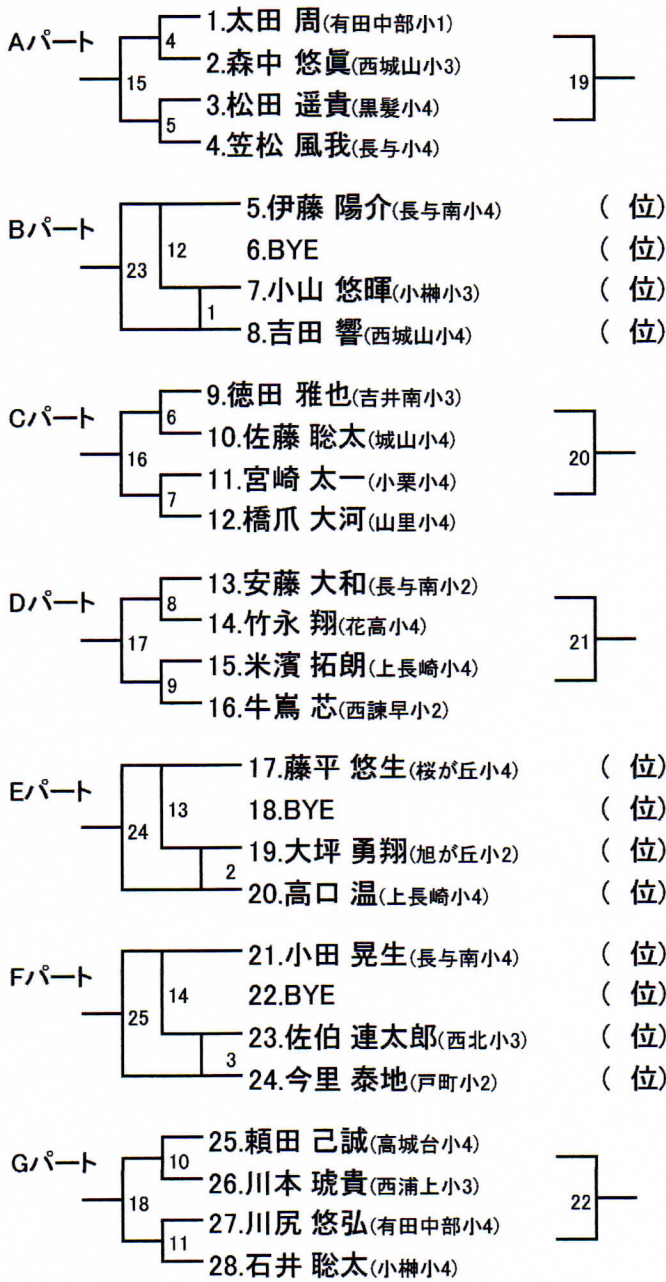 Aパート
1.太田 周(有田中部小1)
4
2.森中 悠眞(西城山小3)
15
19
3.松田 遥貴(黒髪小4)
5
4.笠松 風我(長与小4)
Bパート
5.伊藤 陽介(長与南小4) ( 位)
12
6.BYE ( 位)
23
7.小山 悠暉(小榊小3) ( 位)
1
8.吉田 響(西城山小4) ( 位)
Cパート
9.徳田 雅也(吉井南小3)
6
10.佐藤 聡太(城山小4)
16
20
11.宮崎 太一(小栗小4)
7
12.橋爪 大河(山里小4)
Dパート
13.安藤 大和(長与南小2)
8
14.竹永 翔(花高小4)
17
21
15.米濱 拓朗(上長崎小4)
9
16.牛嶌 芯(西諫早小2)
Eパート
17.藤平 悠生(桜が丘小4) ( 位)
13
18.BYE ( 位)
24
19.大坪 勇翔(旭が丘小2) ( 位)
2
20.高口 温(上長崎小4) ( 位)
Fパート
21.小田 晃生(長与南小4) ( 位)
14
22.BYE ( 位)
25
23.佐伯 連太郎(西北小3) ( 位)
3
24.今里 泰地(戸町小2) ( 位)
Gパート
25.頼田 己誠(高城台小4)
10
26.川本 琥貴(西浦上小3)
18
22
27.川尻 悠弘(有田中部小4)
11
28.石井 聡太(小榊小4)